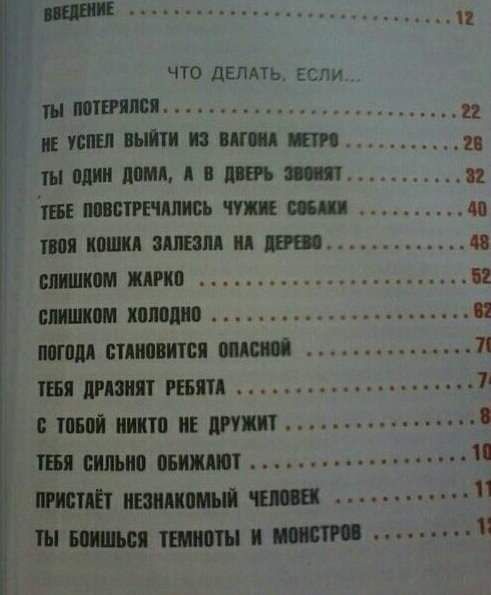 ВВЕДЕНИЕ ........ 12
ЧТО ДЕЛАТЬ, ЕСЛИ...
ТЫ ПОТЕРЯЛСЯ ........ 22
НЕ УСПЕЛ ВЫЙТИ ИЗ ВАГОНА МЕТРО ........ 26
ТЫ ОДИН ДОМА, А В ДВЕРЬ ЗВОНЯТ ........ 32
ТЕБЕ ПОВСТРЕЧАЛИСЬ ЧУЖИЕ СОБАКИ ........ 40
ТВОЯ КОШКА ЗАЛЕЗЛА НА ДЕРЕВО ........ 48
СЛИШКОМ ЖАРКО ........ 52
СЛИШКОМ ХОЛОДНО ........ 62
ПОГОДА СТАНОВИТСЯ ОПАСНОЙ ........
ТЕБЯ ДРАЗНЯТ РЕБЯТА ........
С ТОБОЙ НИКТО НЕ ДРУЖИТ ........
ТЕБЯ СИЛЬНО ОБИЖАЮТ ........
ПРИСТАЁТ НЕЗНАКОМЫЙ ЧЕЛОВЕК ........
ТЫ БОИШЬСЯ ТЕМНОТЫ И МОНСТРОВ ........